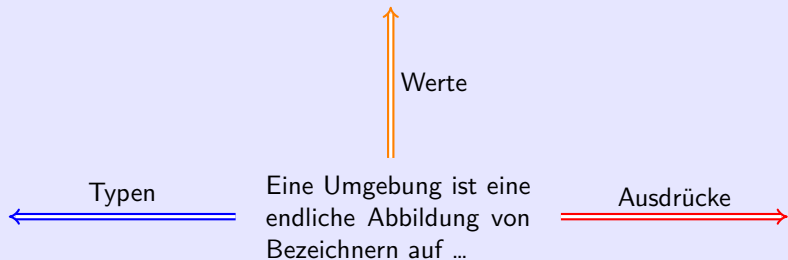 Werte
Typen
Eine Umgebung ist eine
endliche Abbildung von
Bezeichnern auf …
Ausdrücke